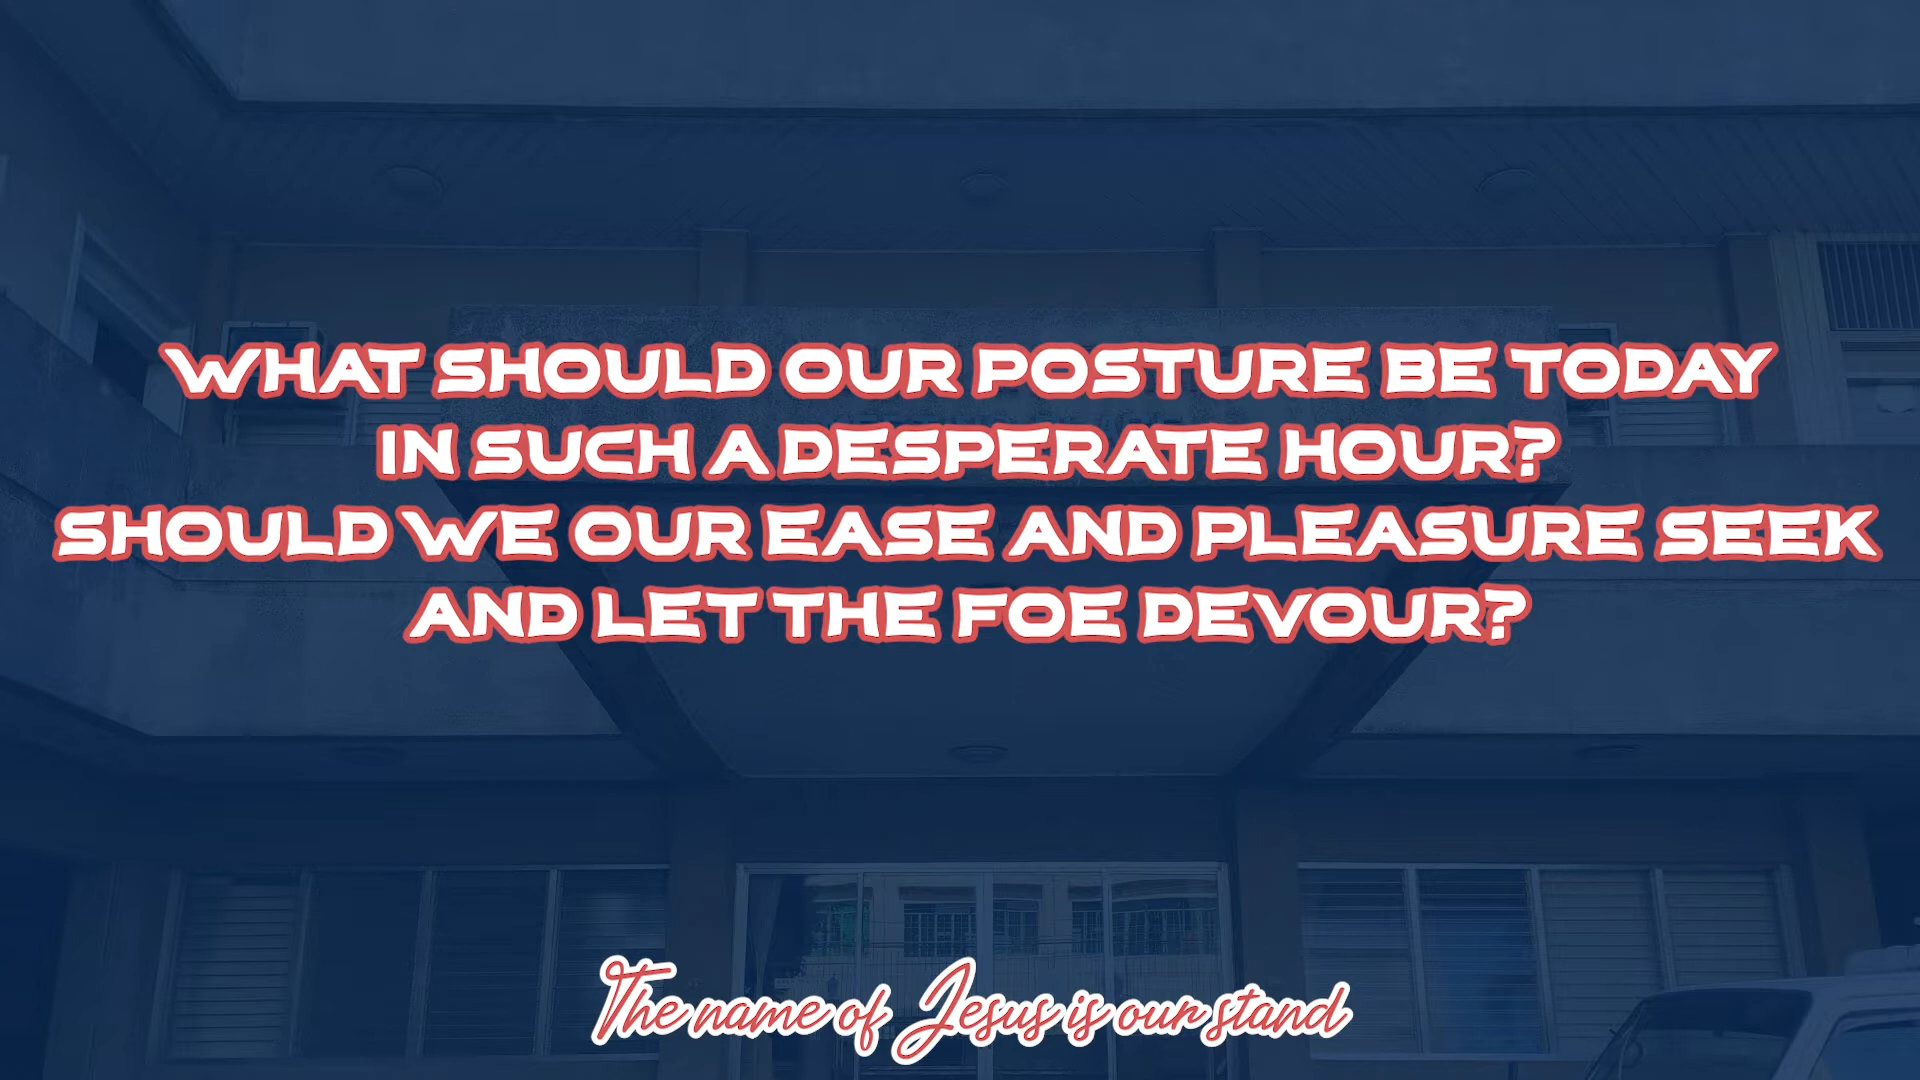 WHAT SHOULD OUR POSTURE BE TODAY
IN SUCH A DESPERATE HOUR?
SHOULD WE OUR EASE AND PLEASURE SEEK
AND LET THE FOE DEVOUR?
The name of Jesus is our stand